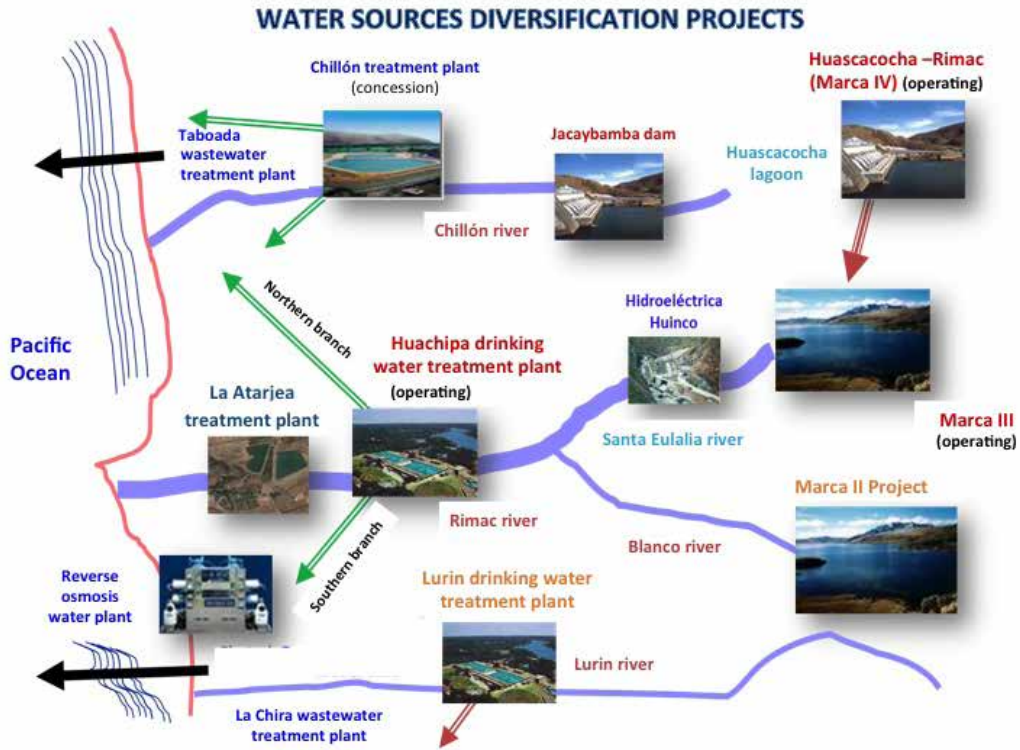 WATER SOURCES DIVERSIFICATION PROJECTS
Chillón treatment plant
(concession)
Huascacocha –Rimac
(Marca IV) (operating)
Taboada
wastewater
treatment plant
Jacaybamba dam
Huascacocha
lagoon
Chillón river
Northern branch
Hidroeléctrica
Huinco
Pacific
Ocean
Huachipa drinking
water treatment plant
(operating)
La Atarjea
treatment plant
Santa Eulalia river
Marca III
(operating)
Marca II Project
Rimac river
Blanco river
Southern branch
Reverse
osmosis
water plant
Lurin drinking water
treatment plant
Lurin river
La Chira wastewater
treatment plant